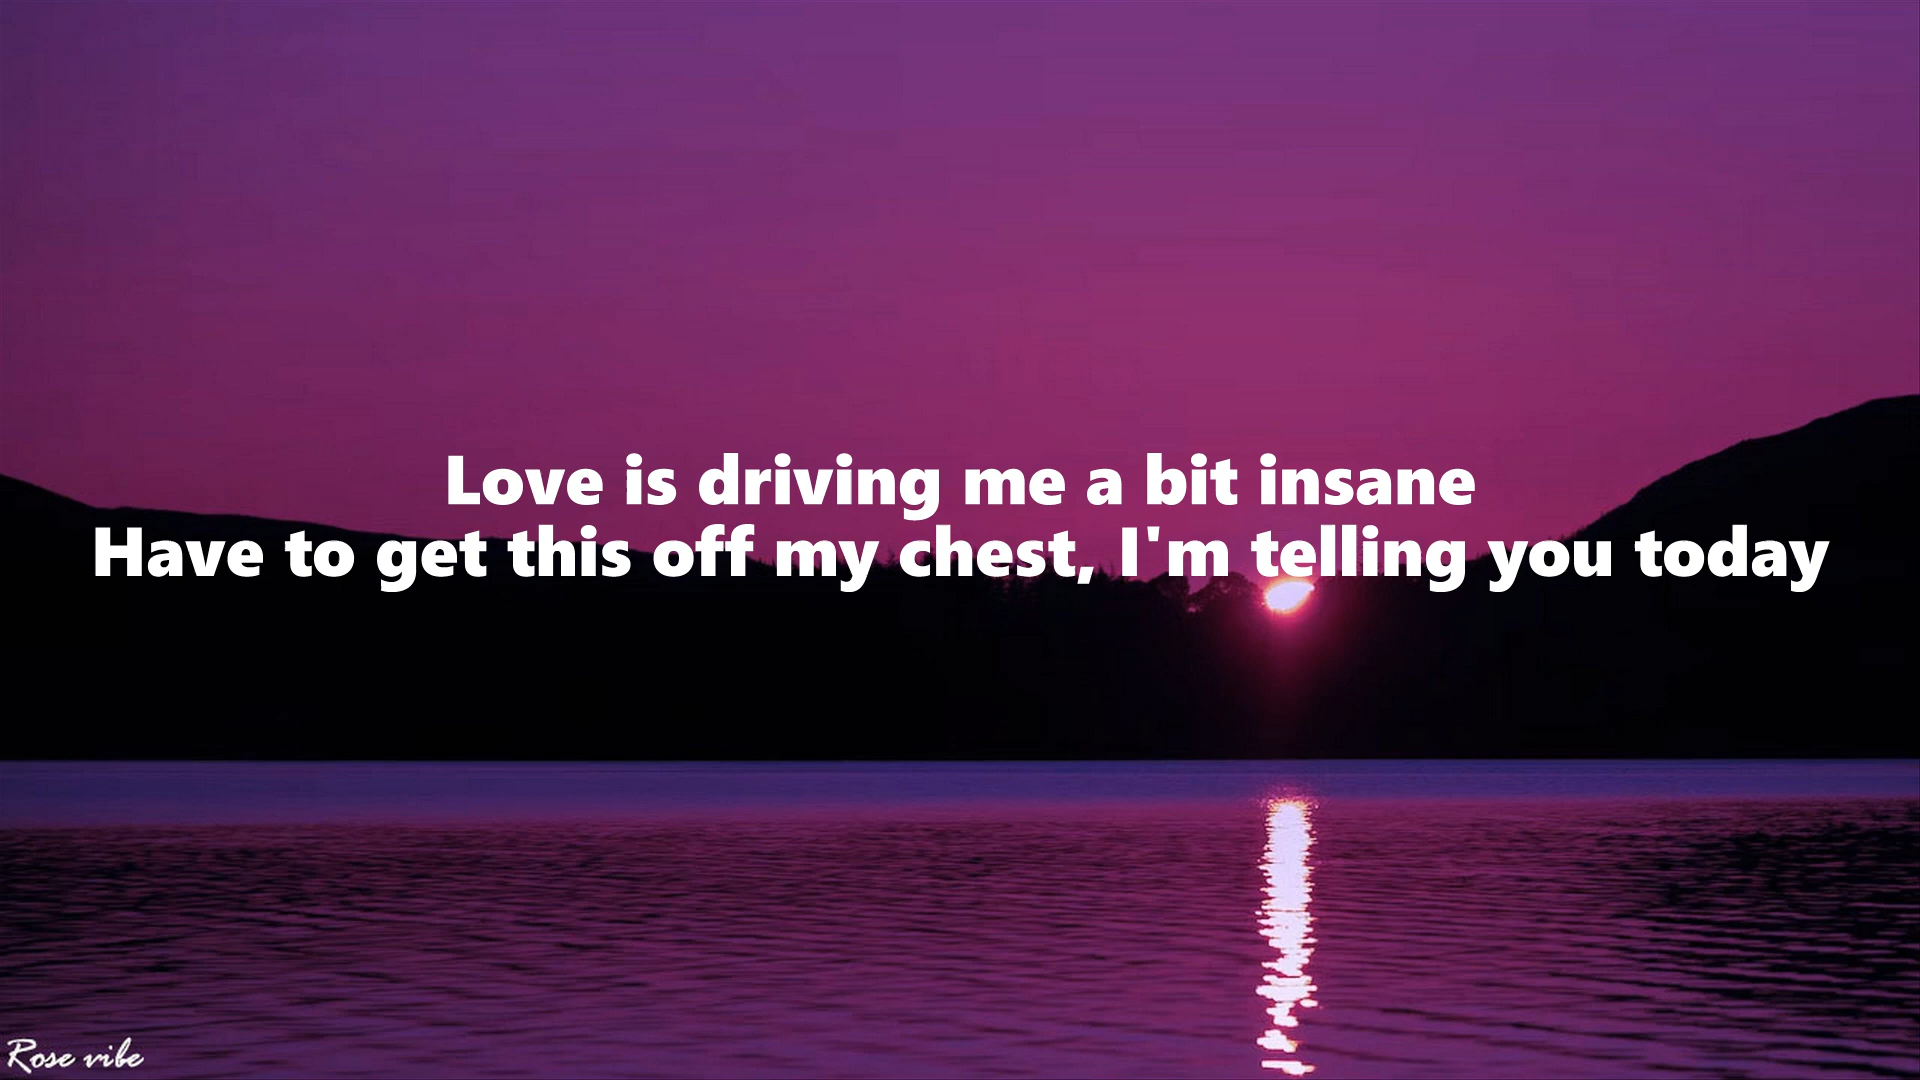 Love is driving me a bit insane
Have to get this off my chest, I'm telling you today
Rose vibe